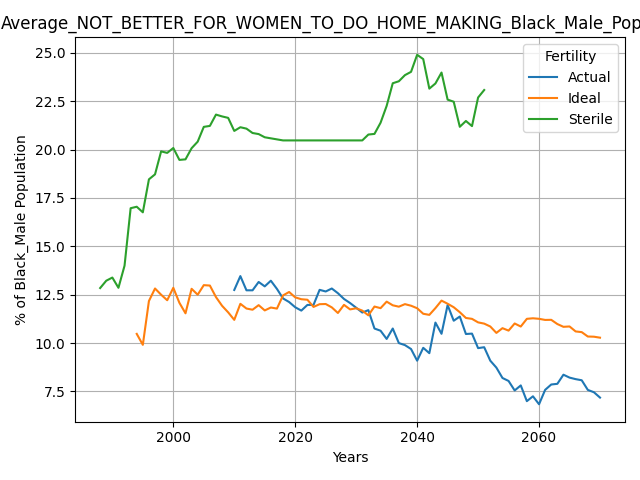 Average_NOT_BETTER_FOR_WOMEN_TO_DO_HOME_MAKING_Black_Male_Pop
Fertility
Actual
Ideal
Sterile
% of Black_Male Population
25.0
22.5
20.0
17.5
15.0
12.5
10.0
7.5
2000
2020
2040
2060
Years